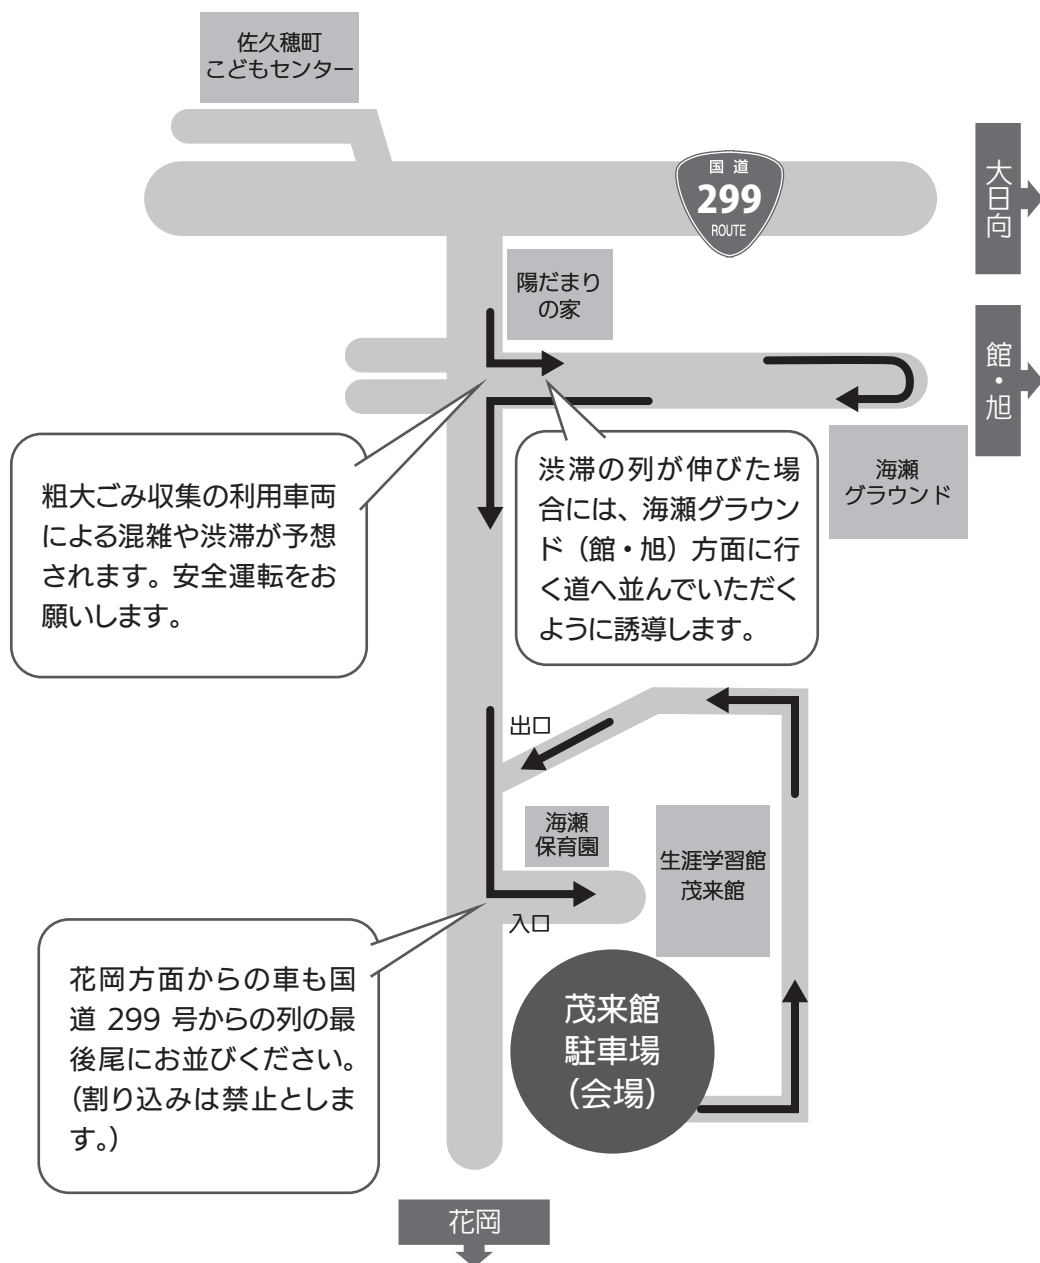 佐久穂町
こどもセンター
国道
299
ROUTE
大日向
陽だまり
の家
館・旭
海瀬
グラウンド
粗大ごみ収集の利用車両
による混雑や渋滞が予想
されます。安全運転をお
願いします。
渋滞の列が伸びた場
合には、海瀬グラウン
ド（館・旭）方面に行
く道へ並んでいただく
ように誘導します。
出口
海瀬
保育園
生涯学習館
茂来館
入口
花岡方面からの車も国
道 299 号からの列の最
後尾にお並びください。
（割り込みは禁止としま
す。）
茂来館
駐車場
（会場）
花岡